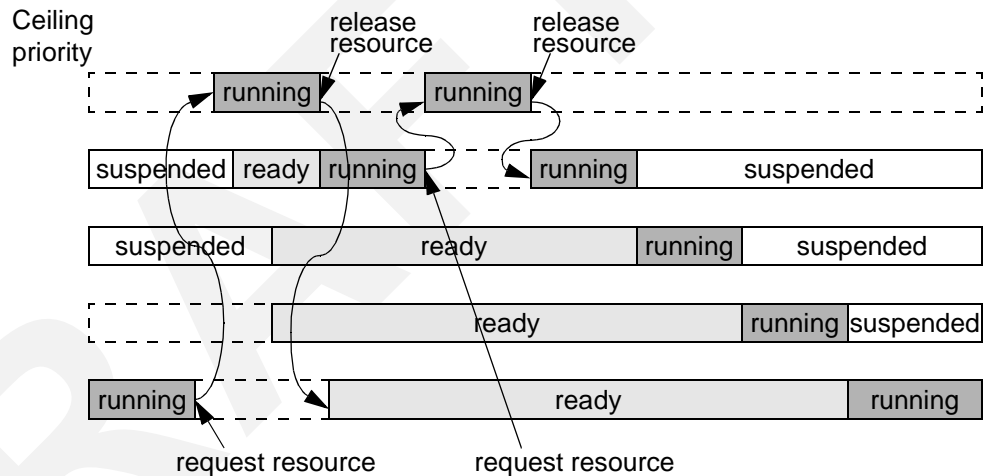 Ceiling
priority
release
resource
release
resource
running
running
suspended
ready
running
running
suspended
suspended
ready
running
suspended
ready
running
suspended
running
ready
running
request resource
request resource
DRAFT